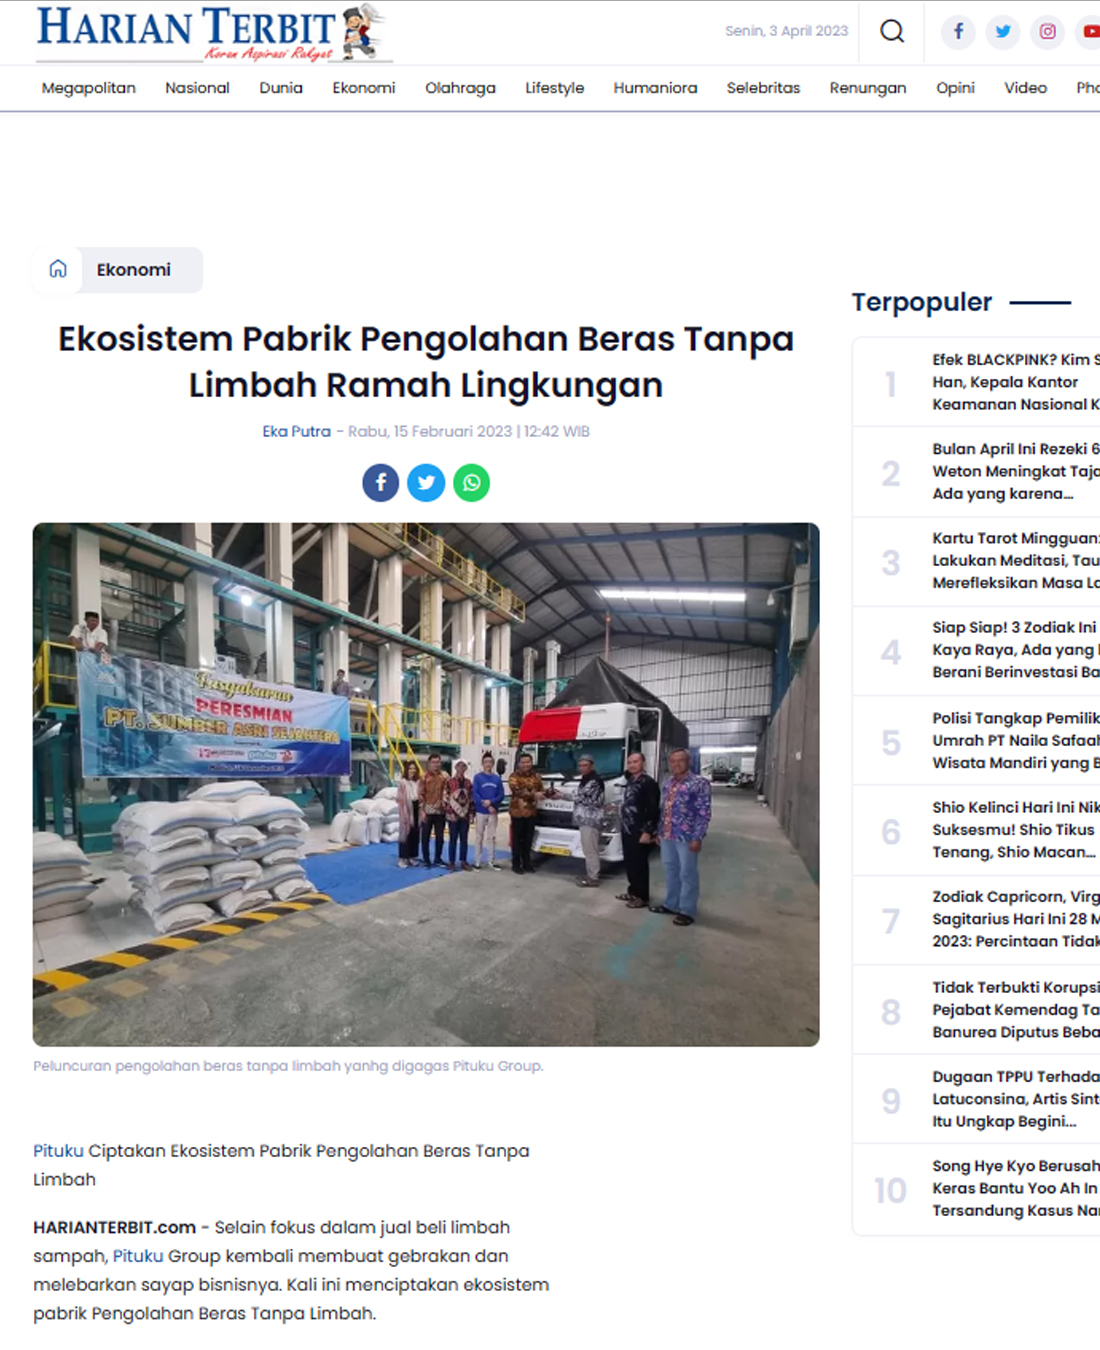 HARIAN TERBIT
Koran Aspirasi Rakyat
Senin, 3 April 2023
Megapolitan Nasional Dunia Ekonomi Olahraga Lifestyle Humaniora Selebritas Renungan Opini Video Pho
Ekonomi
Ekosistem Pabrik Pengolahan Beras Tanpa
Limbah Ramah Lingkungan
Eka Putra - Rabu, 15 Februari 2023 | 12:42 WIB
Tasyakuran
PERESMIAN
PT. SUMBER ASRI SEJAHTERA
Peluncuran pengolahan beras tanpa limbah yanhg digagas Pituku Group.
Pituku Ciptakan Ekosistem Pabrik Pengolahan Beras Tanpa
Limbah
HARIANTERBIT.com - Selain fokus dalam jual beli limbah
sampah, Pituku Group kembali membuat gebrakan dan
melebarkan sayap bisnisnya. Kali ini menciptakan ekosistem
pabrik Pengolahan Beras Tanpa Limbah.
Terpopuler
1
Efek BLACKPINK? Kim S
Han, Kepala Kantor
Keamanan Nasional K
2
Bulan April Ini Rezeki 6
Weton Meningkat Taja
Ada yang karena...
3
Kartu Tarot Mingguan:
Lakukan Meditasi, Tau
Merefleksikan Masa La
4
Siap Siap! 3 Zodiak Ini
Kaya Raya, Ada yang
Berani Berinvestasi Ba
5
Polisi Tangkap Pemilik
Umrah PT Naila Safaah
Wisata Mandiri yang B
6
Shio Kelinci Hari Ini Nik
Suksesmu! Shio Tikus
Tenang, Shio Macan...
7
Zodiak Capricorn, Virg
Sagitarius Hari Ini 28 M
2023: Percintaan Tidak
8
Tidak Terbukti Korupsi
Pejabat Kemendag Ta
Banurea Diputus Beba
9
Dugaan TPPU Terhada
Latuconsina, Artis Sint
Itu Ungkap Begini...
10
Song Hye Kyo Berusah
Keras Bantu Yoo Ah In
Tersandung Kasus Nar